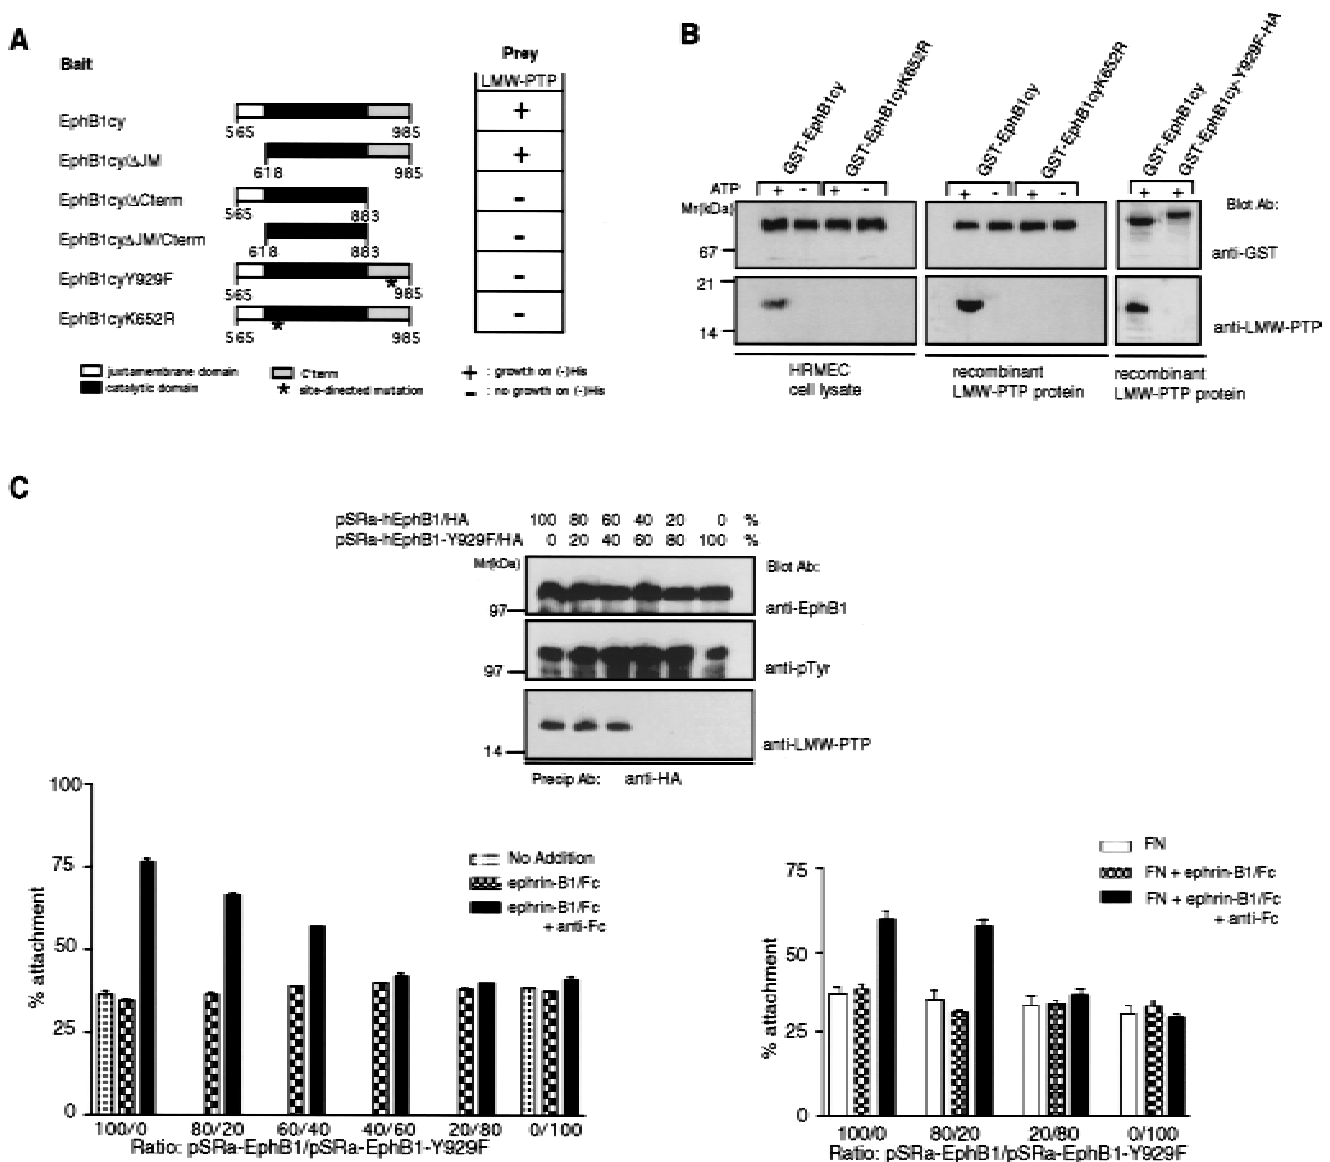 A
Bait
Prey
LMW-PTP
EphB1cy
565 985
+
EphB1cyΔJM
618 985
+
EphB1cyΔCterm
565 883
-
EphB1cyΔJM/Cterm
618 883
-
EphB1cyY929F
565 985
*
-
EphB1cyK652R
565 985
*
-
juxtamembrane domain
catalytic domain
C'term
* site-directed mutation
+ : growth on (-)His
- : no growth on (-)His
B
GST-EphB1cy
GST-EphB1cyK652R
GST-EphB1cy
GST-EphB1cyK652R
GST-EphB1cy
GST-EphB1cy-Y929F-HA
ATP + - + - + - + - + +
Mr(kDa)
Blot Ab:
67
anti-GST
21
14
anti-LMW-PTP
HRMEC
cell lysate
recombinant
LMW-PTP protein
recombinant
LMW-PTP protein
C
pSRa-hEphB1/HA 100 80 60 40 20 0 %
pSRa-hEphB1-Y929F/HA 0 20 40 60 80 100 %
Mr(kDa)
Blot Ab:
97
anti-EphB1
97
anti-pTyr
14
anti-LMW-PTP
Precip Ab: anti-HA
100
75
50
25
0
% attachment
No Addition
ephrin-B1/Fc
ephrin-B1/Fc
+ anti-Fc
100/0 80/20 60/40 40/60 20/80 0/100
Ratio: pSRa-EphB1/pSRa-EphB1-Y929F
75
50
25
0
% attachment
FN
FN + ephrin-B1/Fc
FN + ephrin-B1/Fc
+ anti-Fc
100/0 80/20 20/80 0/100
Ratio: pSRa-EphB1/pSRa-EphB1-Y929F